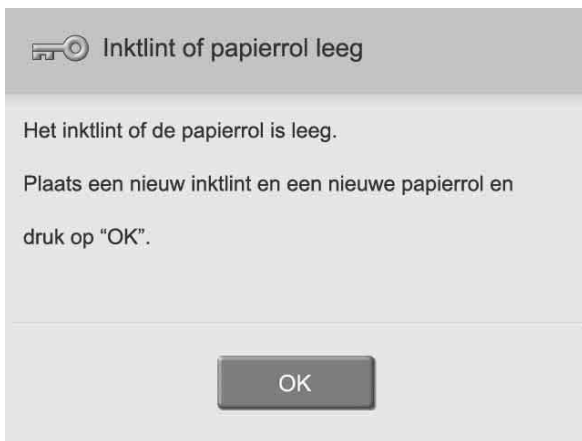 Inktlint of papierrol leeg
Het inktlint of de papierrol is leeg.
Plaats een nieuw inktlint en een nieuwe papierrol en
druk op “OK”.
OK